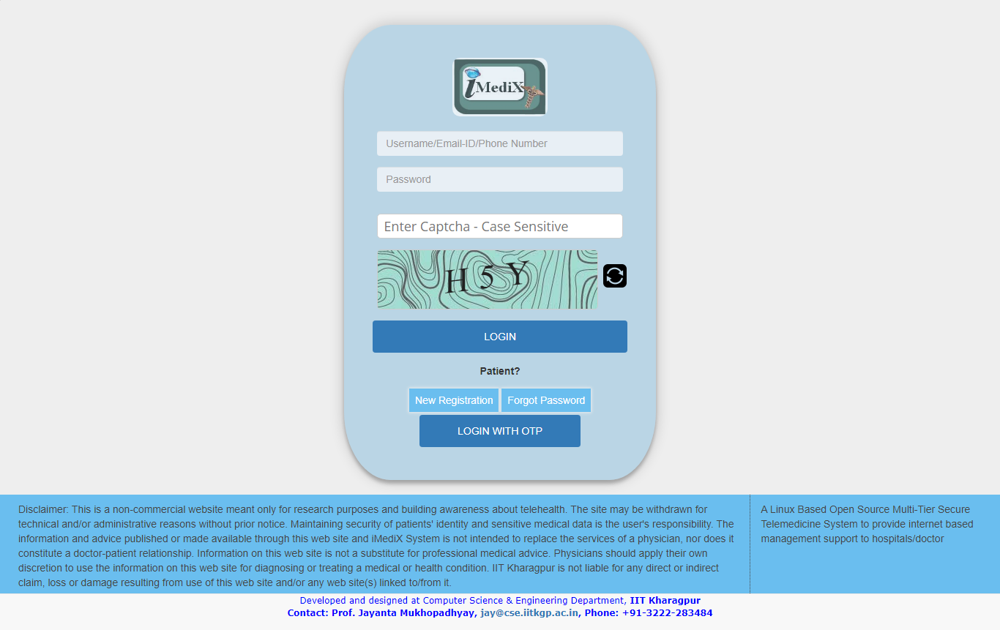 iMediX
Username/Email-ID/Phone Number
Password
Enter Captcha - Case Sensitive
H 5 Y
LOGIN
Patient?
New Registration Forgot Password
LOGIN WITH OTP
Disclaimer: This is a non-commercial website meant only for research purposes and building awareness about telehealth. The site may be withdrawn for
technical and/or administrative reasons without prior notice. Maintaining security of patients' identity and sensitive medical data is the user's responsibility. The
information and advice published or made available through this web site and iMediX System is not intended to replace the services of a physician, nor does it
constitute a doctor-patient relationship. Information on this web site is not a substitute for professional medical advice. Physicians should apply their own
discretion to use the information on this web site for diagnosing or treating a medical or health condition. IIT Kharagpur is not liable for any direct or indirect
claim, loss or damage resulting from use of this web site and/or any web site(s) linked to/from it.
A Linux Based Open Source Multi-Tier Secure
Telemedicine System to provide internet based
management support to hospitals/doctor
Developed and designed at Computer Science & Engineering Department, IIT Kharagpur
Contact: Prof. Jayanta Mukhopadhyay, jay@cse.iitkgp.ac.in, Phone: +91-3222-283484